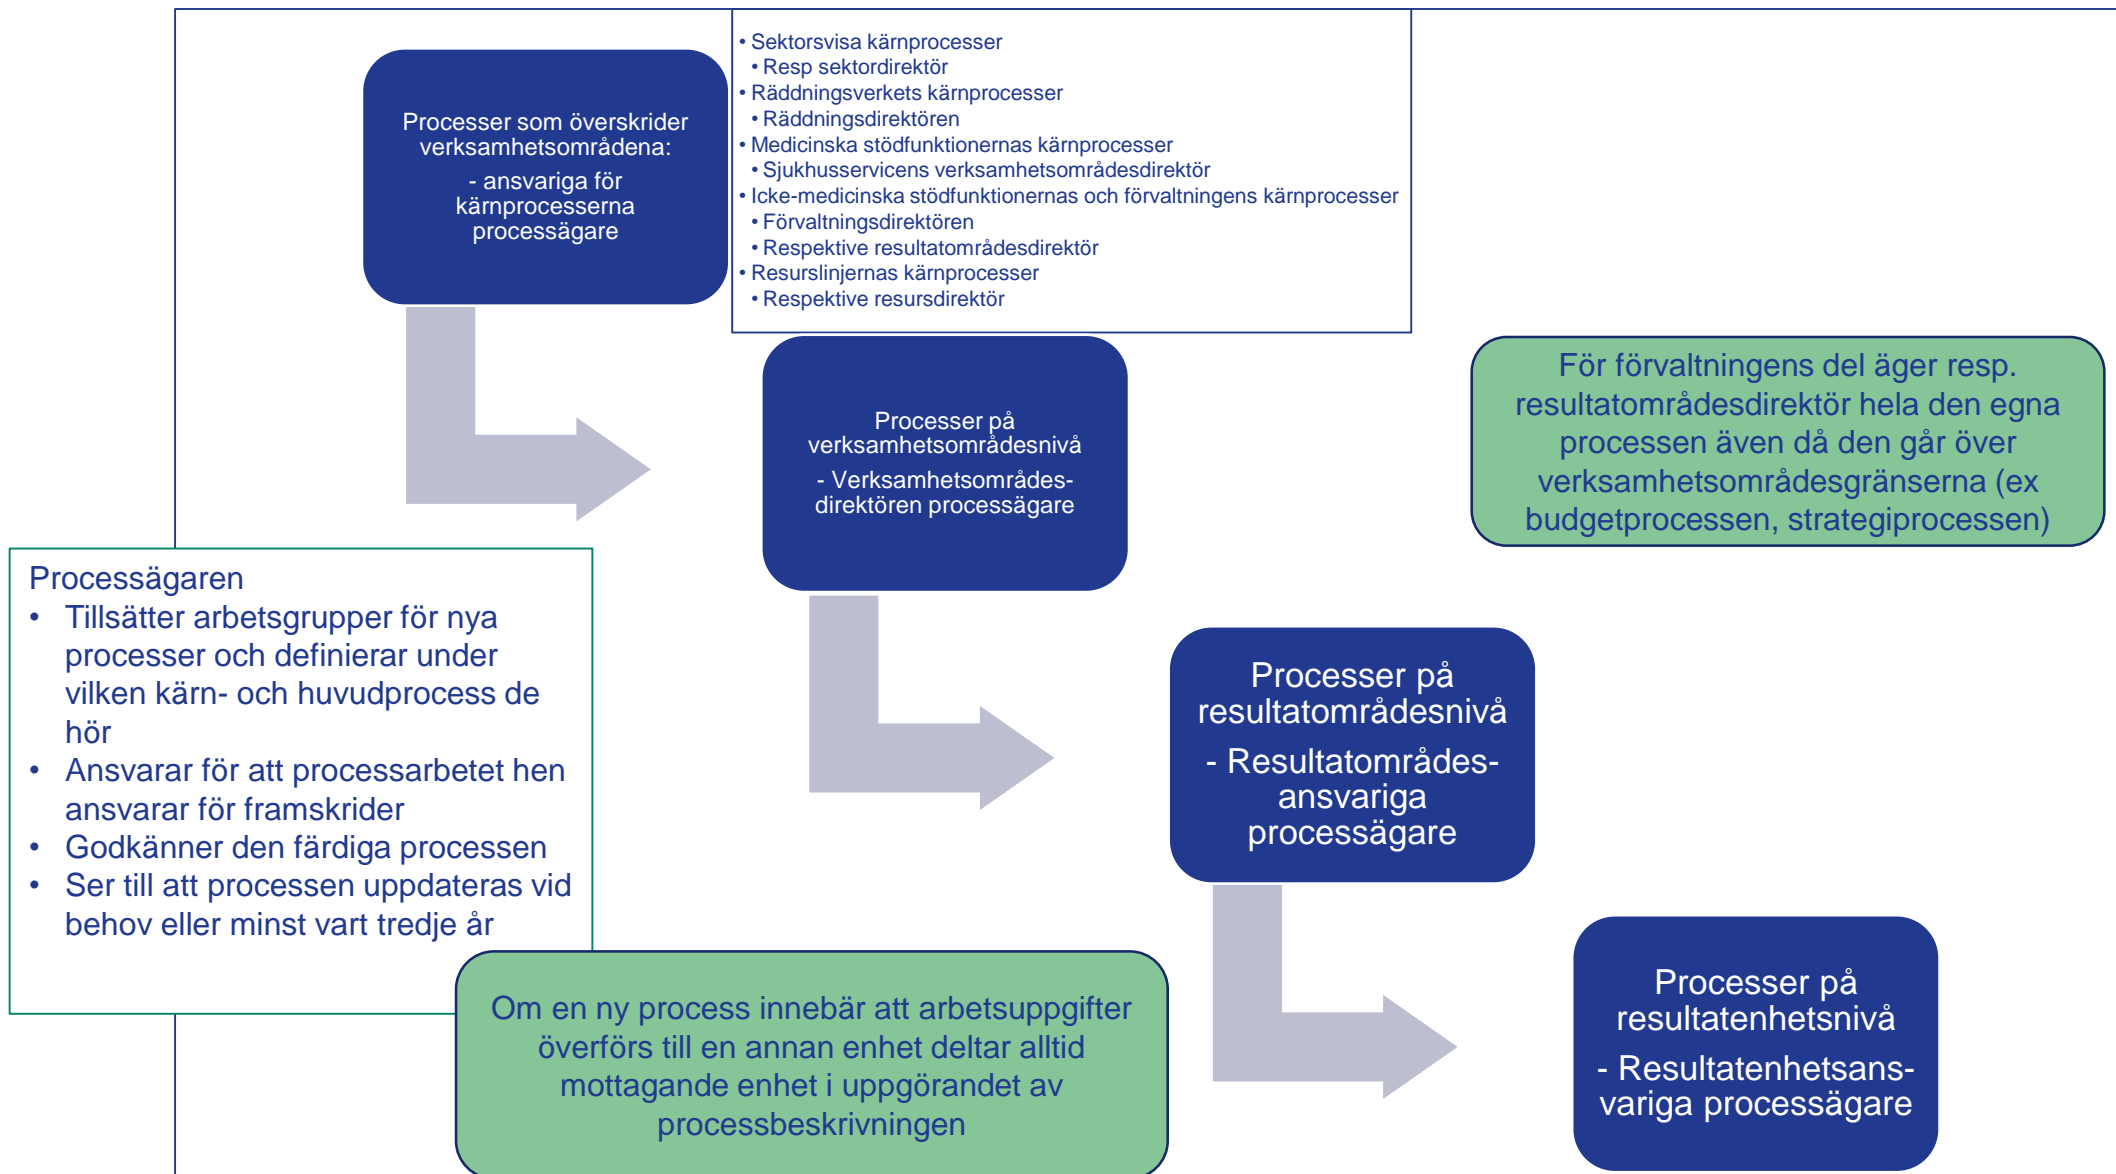 Processer som överskrider
verksamhetsområdena:
- ansvariga för
kärnprocesserna
processägare
• Sektorsvisa kärnprocesser
• Resp sektordirektör
• Räddningsverkets kärnprocesser
• Räddningsdirektören
• Medicinska stödfunktionernas kärnprocesser
• Sjukhusservicens verksamhetsområdesdirektör
• Icke-medicinska stödfunktionernas och förvaltningens kärnprocesser
• Förvaltningsdirektören
• Respektive resultatområdesdirektör
• Resurslinjernas kärnprocesser
• Respektive resursdirektör
Processer på
verksamhetsområdesnivå
- Verksamhetsområdes-
direktören processägare
För förvaltningens del äger resp.
resultatområdesdirektör hela den egna
processen även då den går över
verksamhetsområdesgränserna (ex
budgetprocessen, strategiprocessen)
Processägaren
• Tillsätter arbetsgrupper för nya
processer och definierar under
vilken kärn- och huvudprocess de
hör
• Ansvarar för att processarbetet hen
ansvarar för framskrider
• Godkänner den färdiga processen
• Ser till att processen uppdateras vid
behov eller minst vart tredje år
Processer på
resultatområdesnivå
- Resultatområdes-
ansvariga
processägare
Om en ny process innebär att arbetsuppgifter
överförs till en annan enhet deltar alltid
mottagande enhet i uppgörandet av
processbeskrivningen
Processer på
resultatenhetsnivå
- Resultatenhetsans-
variga processägare